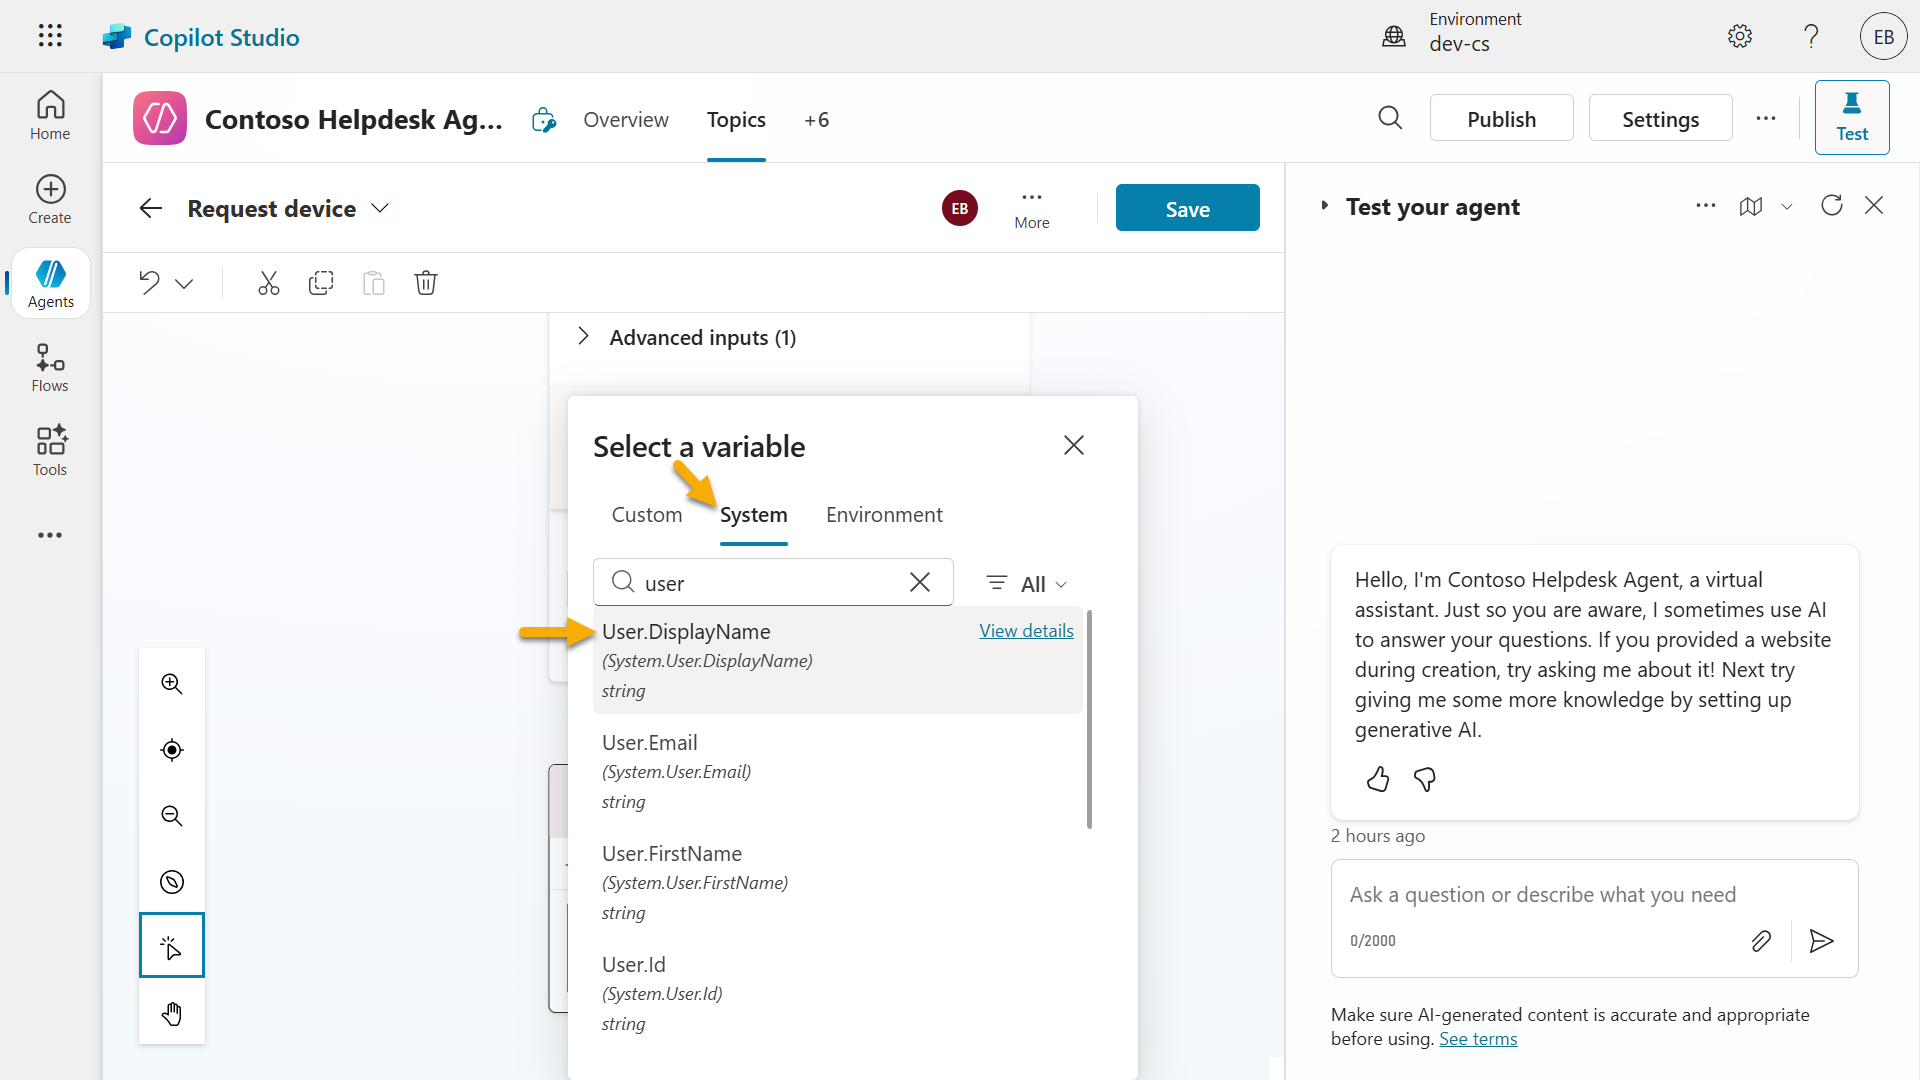 Copilot Studio
Environment
dev-cs
EB
Home
Create
Agents
Flows
Tools
Contoso Helpdesk Ag...
Overview
Topics
+6
Publish
Settings
Test
Request device
EB
More
Save
Advanced inputs (1)
Select a variable
Custom
System
Environment
user
All
User.DisplayName
View details
(System.User.DisplayName)
string
User.Email
(System.User.Email)
string
User.FirstName
(System.User.FirstName)
string
User.Id
(System.User.Id)
string
Test your agent
Hello, I'm Contoso Helpdesk Agent, a virtual
assistant. Just so you are aware, I sometimes use AI
to answer your questions. If you provided a website
during creation, try asking me about it! Next try
giving me some more knowledge by setting up
generative AI.
2 hours ago
Ask a question or describe what you need
0/2000
Make sure AI-generated content is accurate and appropriate
before using. See terms